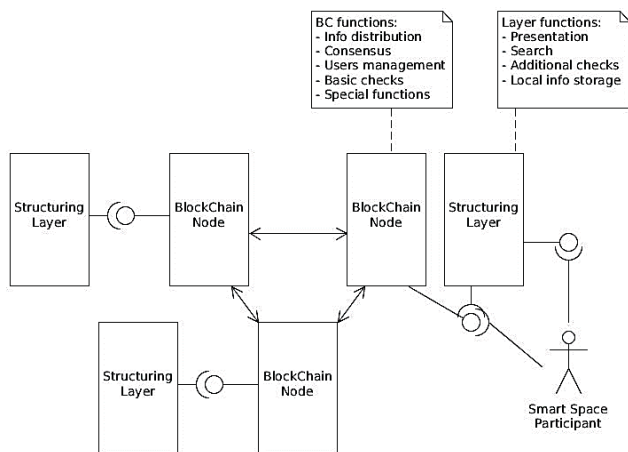 BC functions:
- Info distribution
- Consensus
- Users management
- Basic checks
- Special functions
Layer functions:
- Presentation
- Search
- Additional checks
- Local info storage
Structuring
Layer
BlockChain
Node
BlockChain
Node
Structuring
Layer
Structuring
Layer
BlockChain
Node
Smart Space
Participant